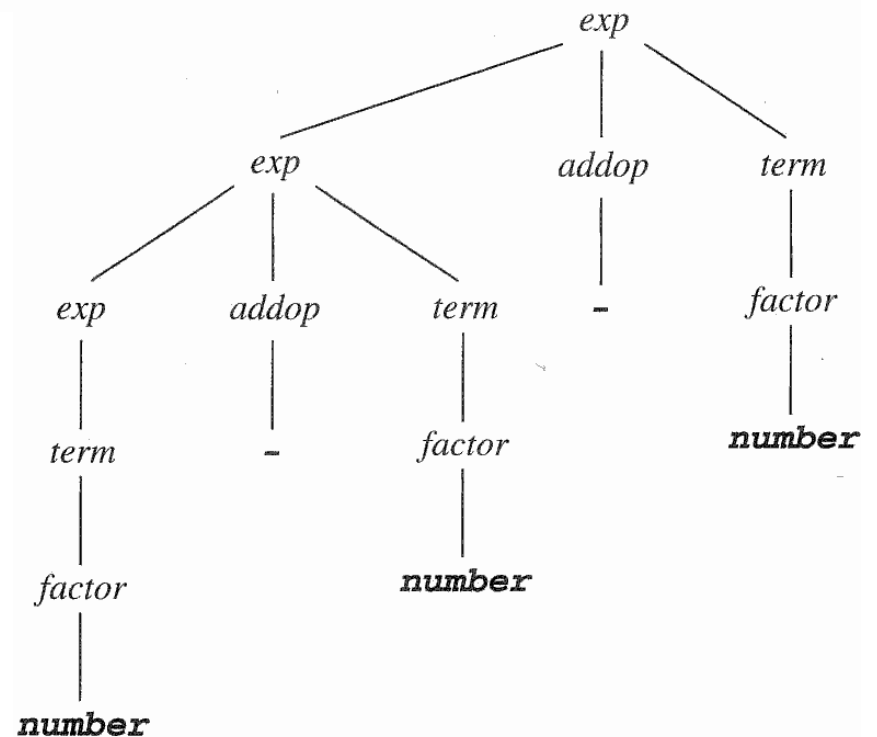 exp
exp addop term
exp addop term - factor
term - factor number
factor number
number